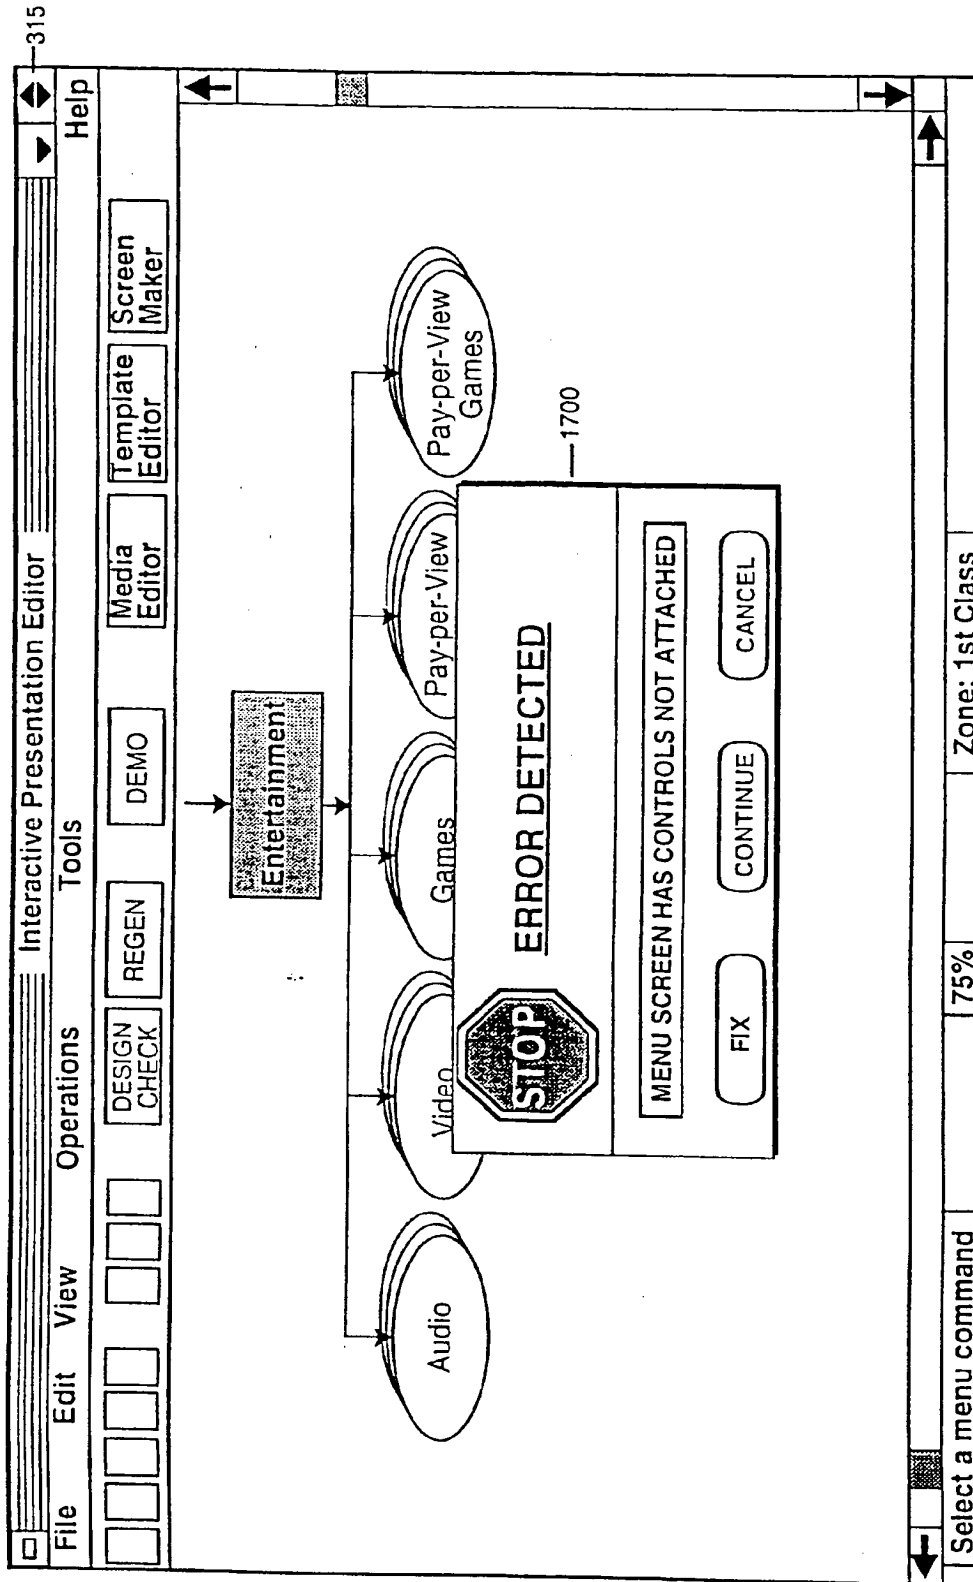 315
Interactive Presentation Editor
File Edit View Operations Tools Help
DESIGN
CHECK
REGEN
DEMO
Media
Editor
Template
Editor
Screen
Maker
Entertainment
Audio
Video
Games
Pay-per-View
Pay-per-View
Games
1700
STOP
ERROR DETECTED
MENU SCREEN HAS CONTROLS NOT ATTACHED
FIX
CONTINUE
CANCEL
Select a menu command
75%
Zone: 1st Class